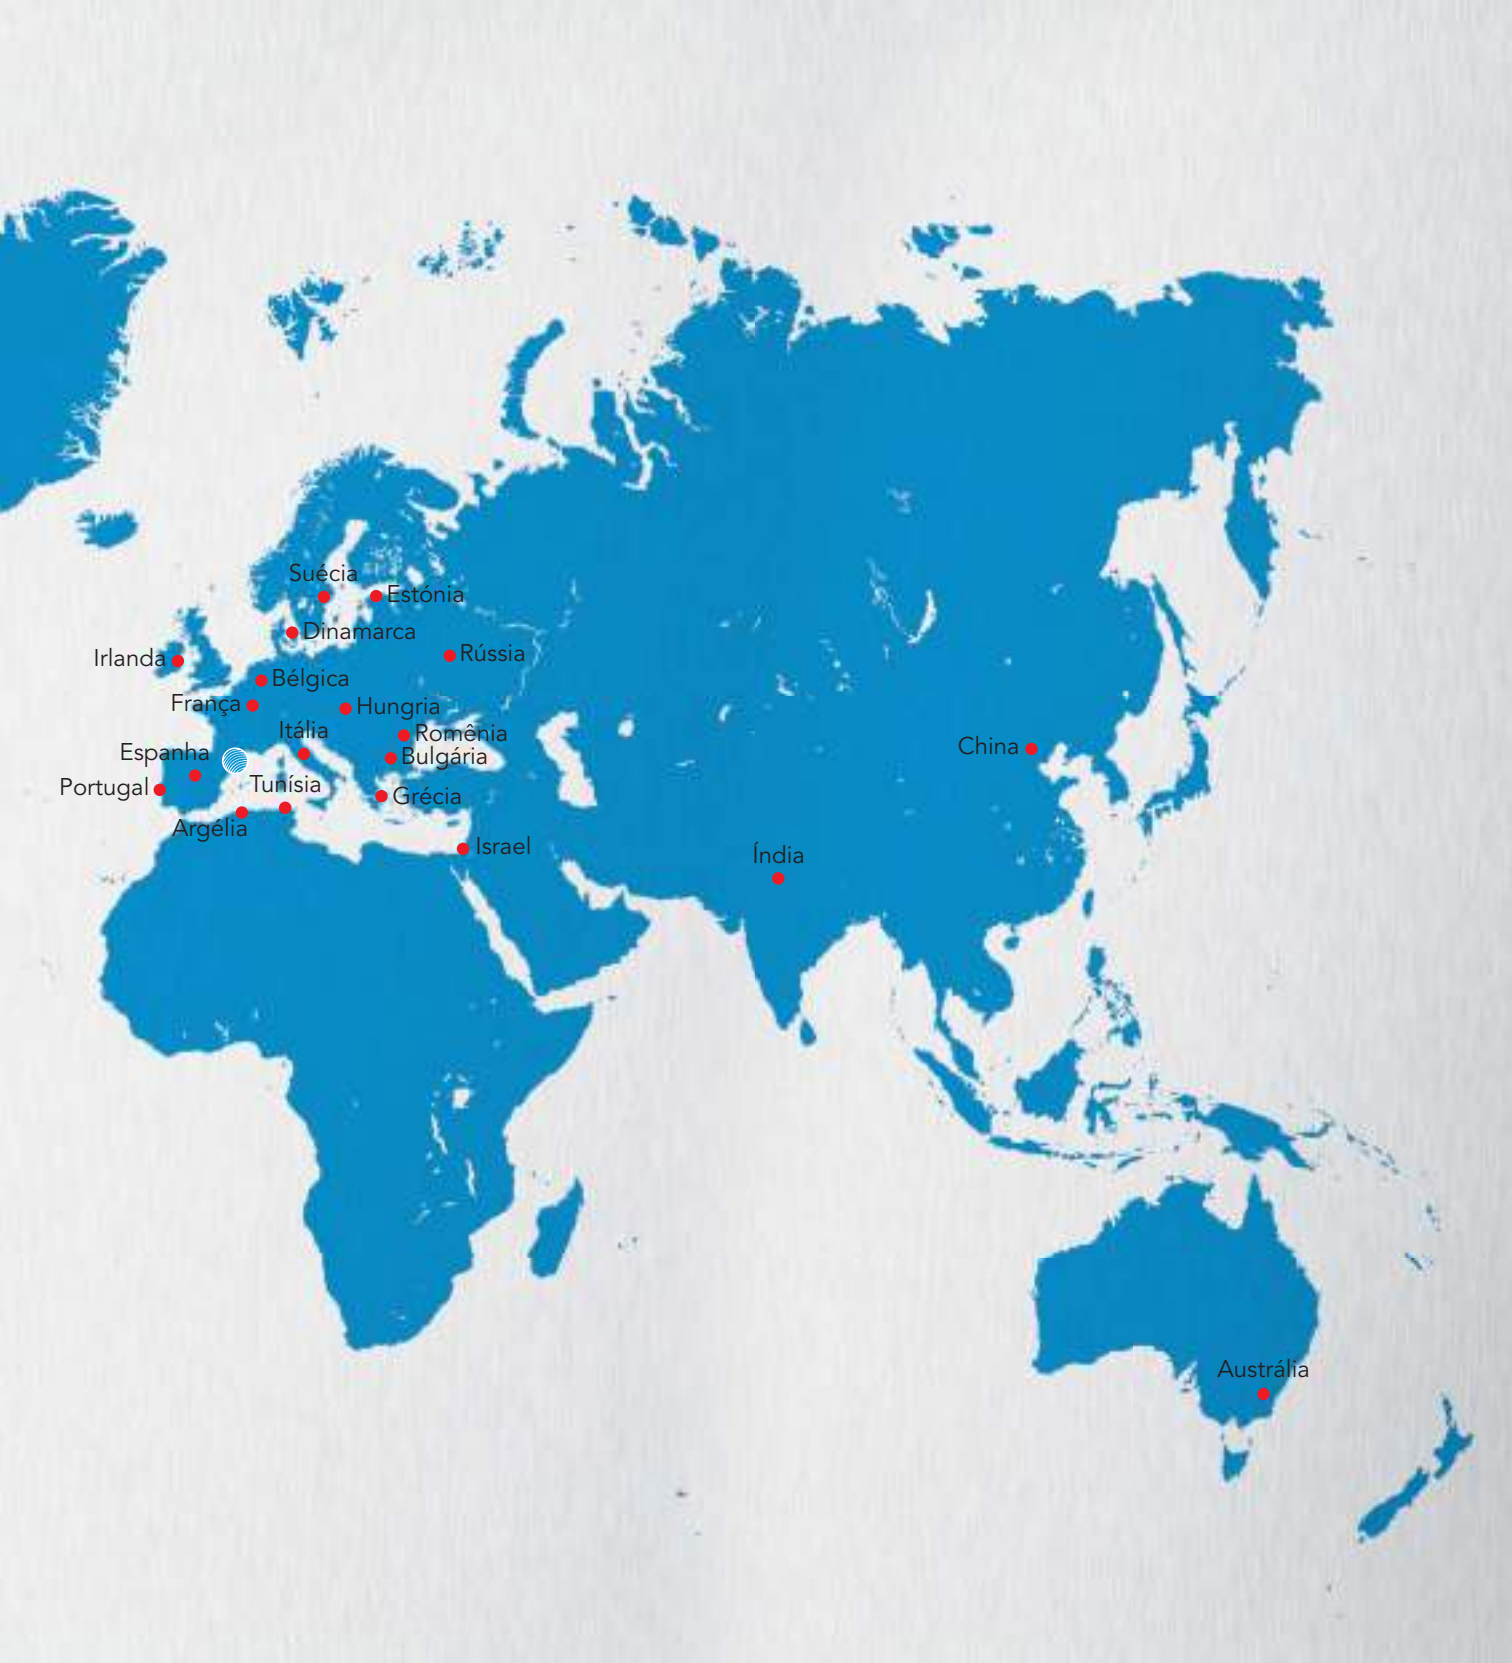 Suécia
Estónia
Dinamarca
Rússia
Irlanda
Bélgica
França
Hungria
Itália
Romênia
Espanha
Bulgária
China
Portugal
Tunísia
Grécia
Argélia
Israel
Índia
Austrália